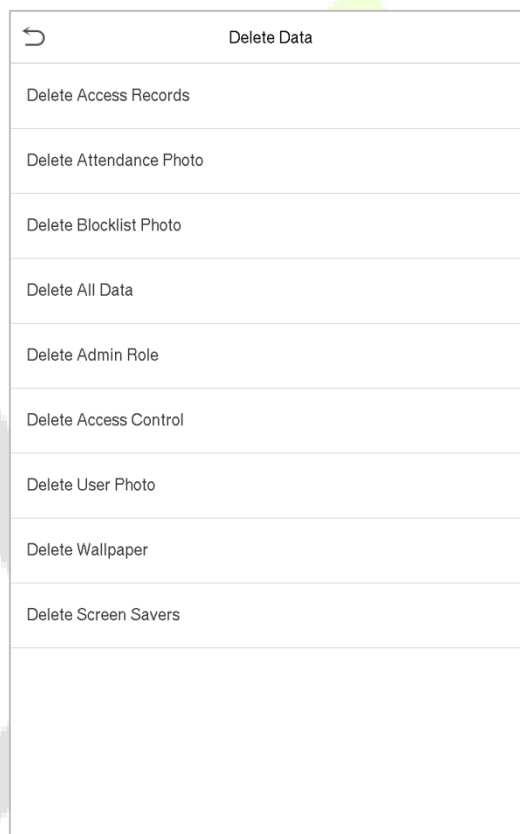 Delete Data
Delete Access Records
Delete Attendance Photo
Delete Blocklist Photo
Delete All Data
Delete Admin Role
Delete Access Control
Delete User Photo
Delete Wallpaper
Delete Screen Savers